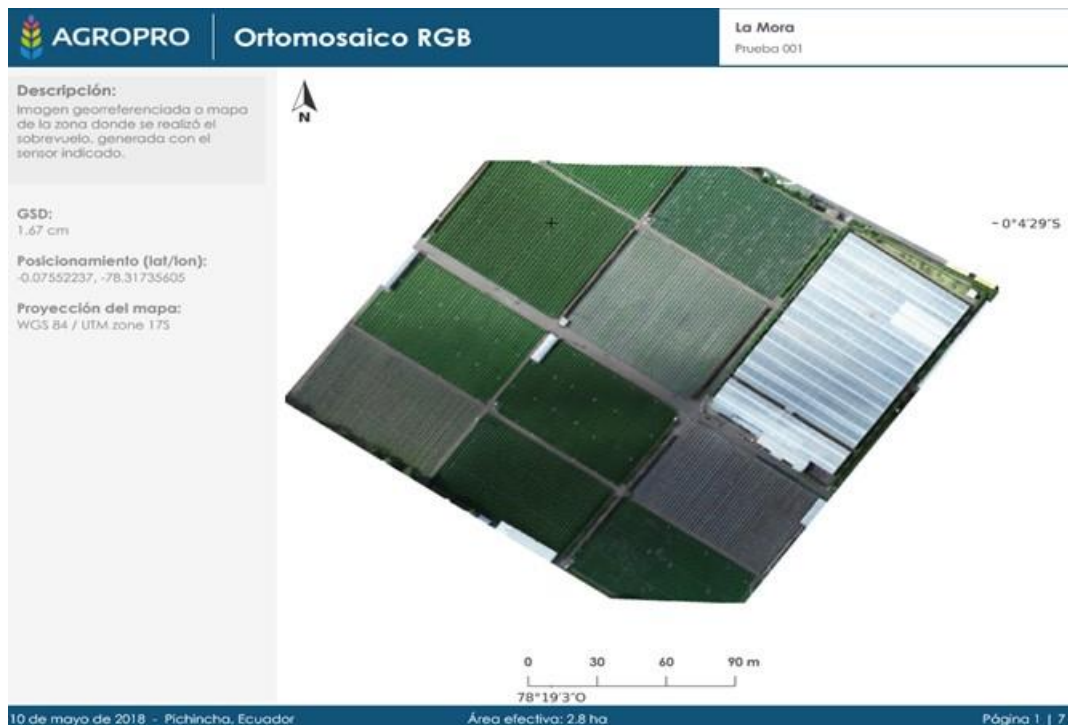 AGROPRO
Ortomosaico RGB
La Mora
Prueba 001
Descripción:
Imagen georreferenciada o mapa
de la zona donde se realizó el
sobrevuelo, generada con el
sensor indicado.
N
-0°4'29"S
GSD:
1.67 cm
Posicionamiento (lat/lon):
-0.07552237, -78.31735605
Proyección del mapa:
WGS 84 / UTM zone 17S
0 30 60 90 m
78°19'3"O
10 de mayo de 2018 - Pichincha, Ecuador
Área efectiva: 2.8 ha
Página 1 | 7